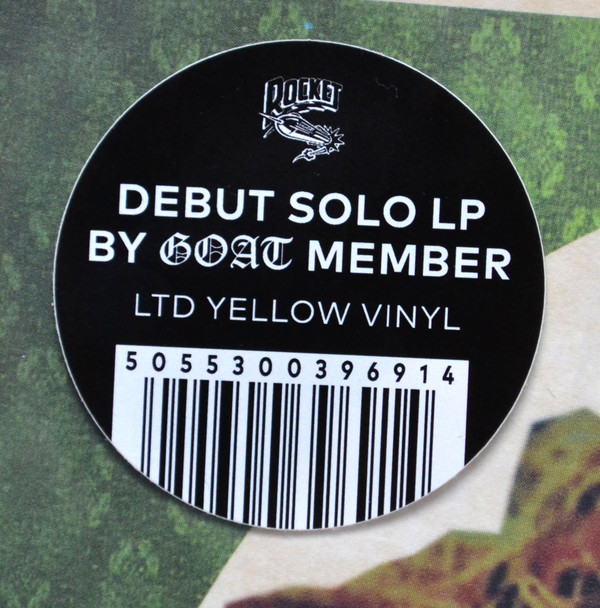 ROCKET
DEBUT SOLO LP
BY GOAT MEMBER
LTD YELLOW VINYL
5055300396914